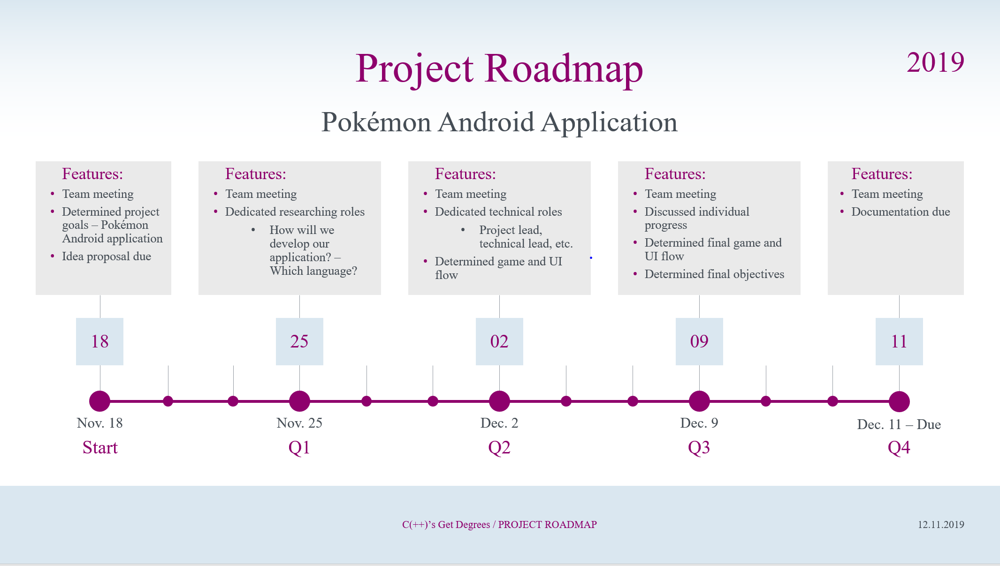 Project Roadmap
2019
Pokémon Android Application
Features:
• Team meeting
• Determined project
goals – Pokémon
Android application
• Idea proposal due
Features:
• Team meeting
• Dedicated researching roles
• How will we
develop our
application? –
Which language?
Features:
• Team meeting
• Dedicated technical roles
• Project lead,
technical lead, etc.
• Determined game and UI
flow
Features:
• Team meeting
• Discussed individual
progress
• Determined final game and
UI flow
• Determined final objectives
Features:
• Team meeting
• Documentation due
18
25
02
09
11
Nov. 18
Nov. 25
Dec. 2
Dec. 9
Dec. 11 – Due
Start
Q1
Q2
Q3
Q4
C(++)’s Get Degrees / PROJECT ROADMAP
12.11.2019